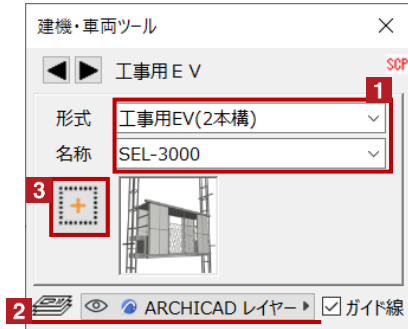 建機・車両ツール
工事用ＥＶ
SCP
1
形式 工事用EV(2本構)
名称 SEL-3000
3
2 ARCHICAD レイヤー ガイド線